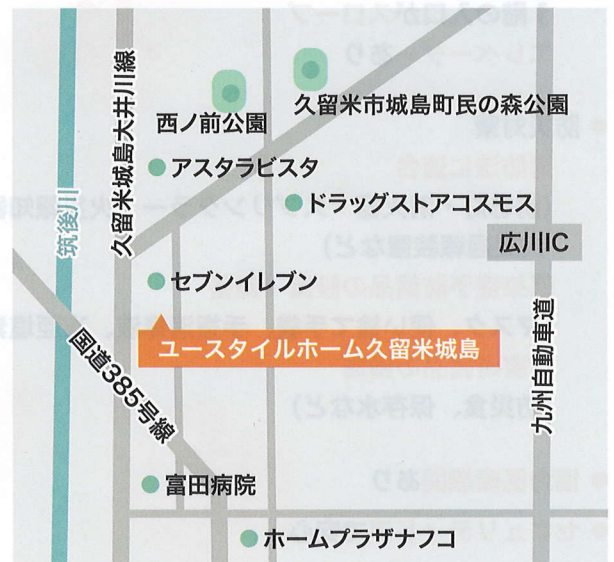 西ノ前公園
久留米市城島町民の森公園
久留米城島大井川線
筑後川
アスタラビスタ
ドラッグストアコスモス
広川IC
セブンイレブン
ユースタイルホーム久留米城島
国道385号線
九州自動車道
富田病院
ホームプラザナフコ